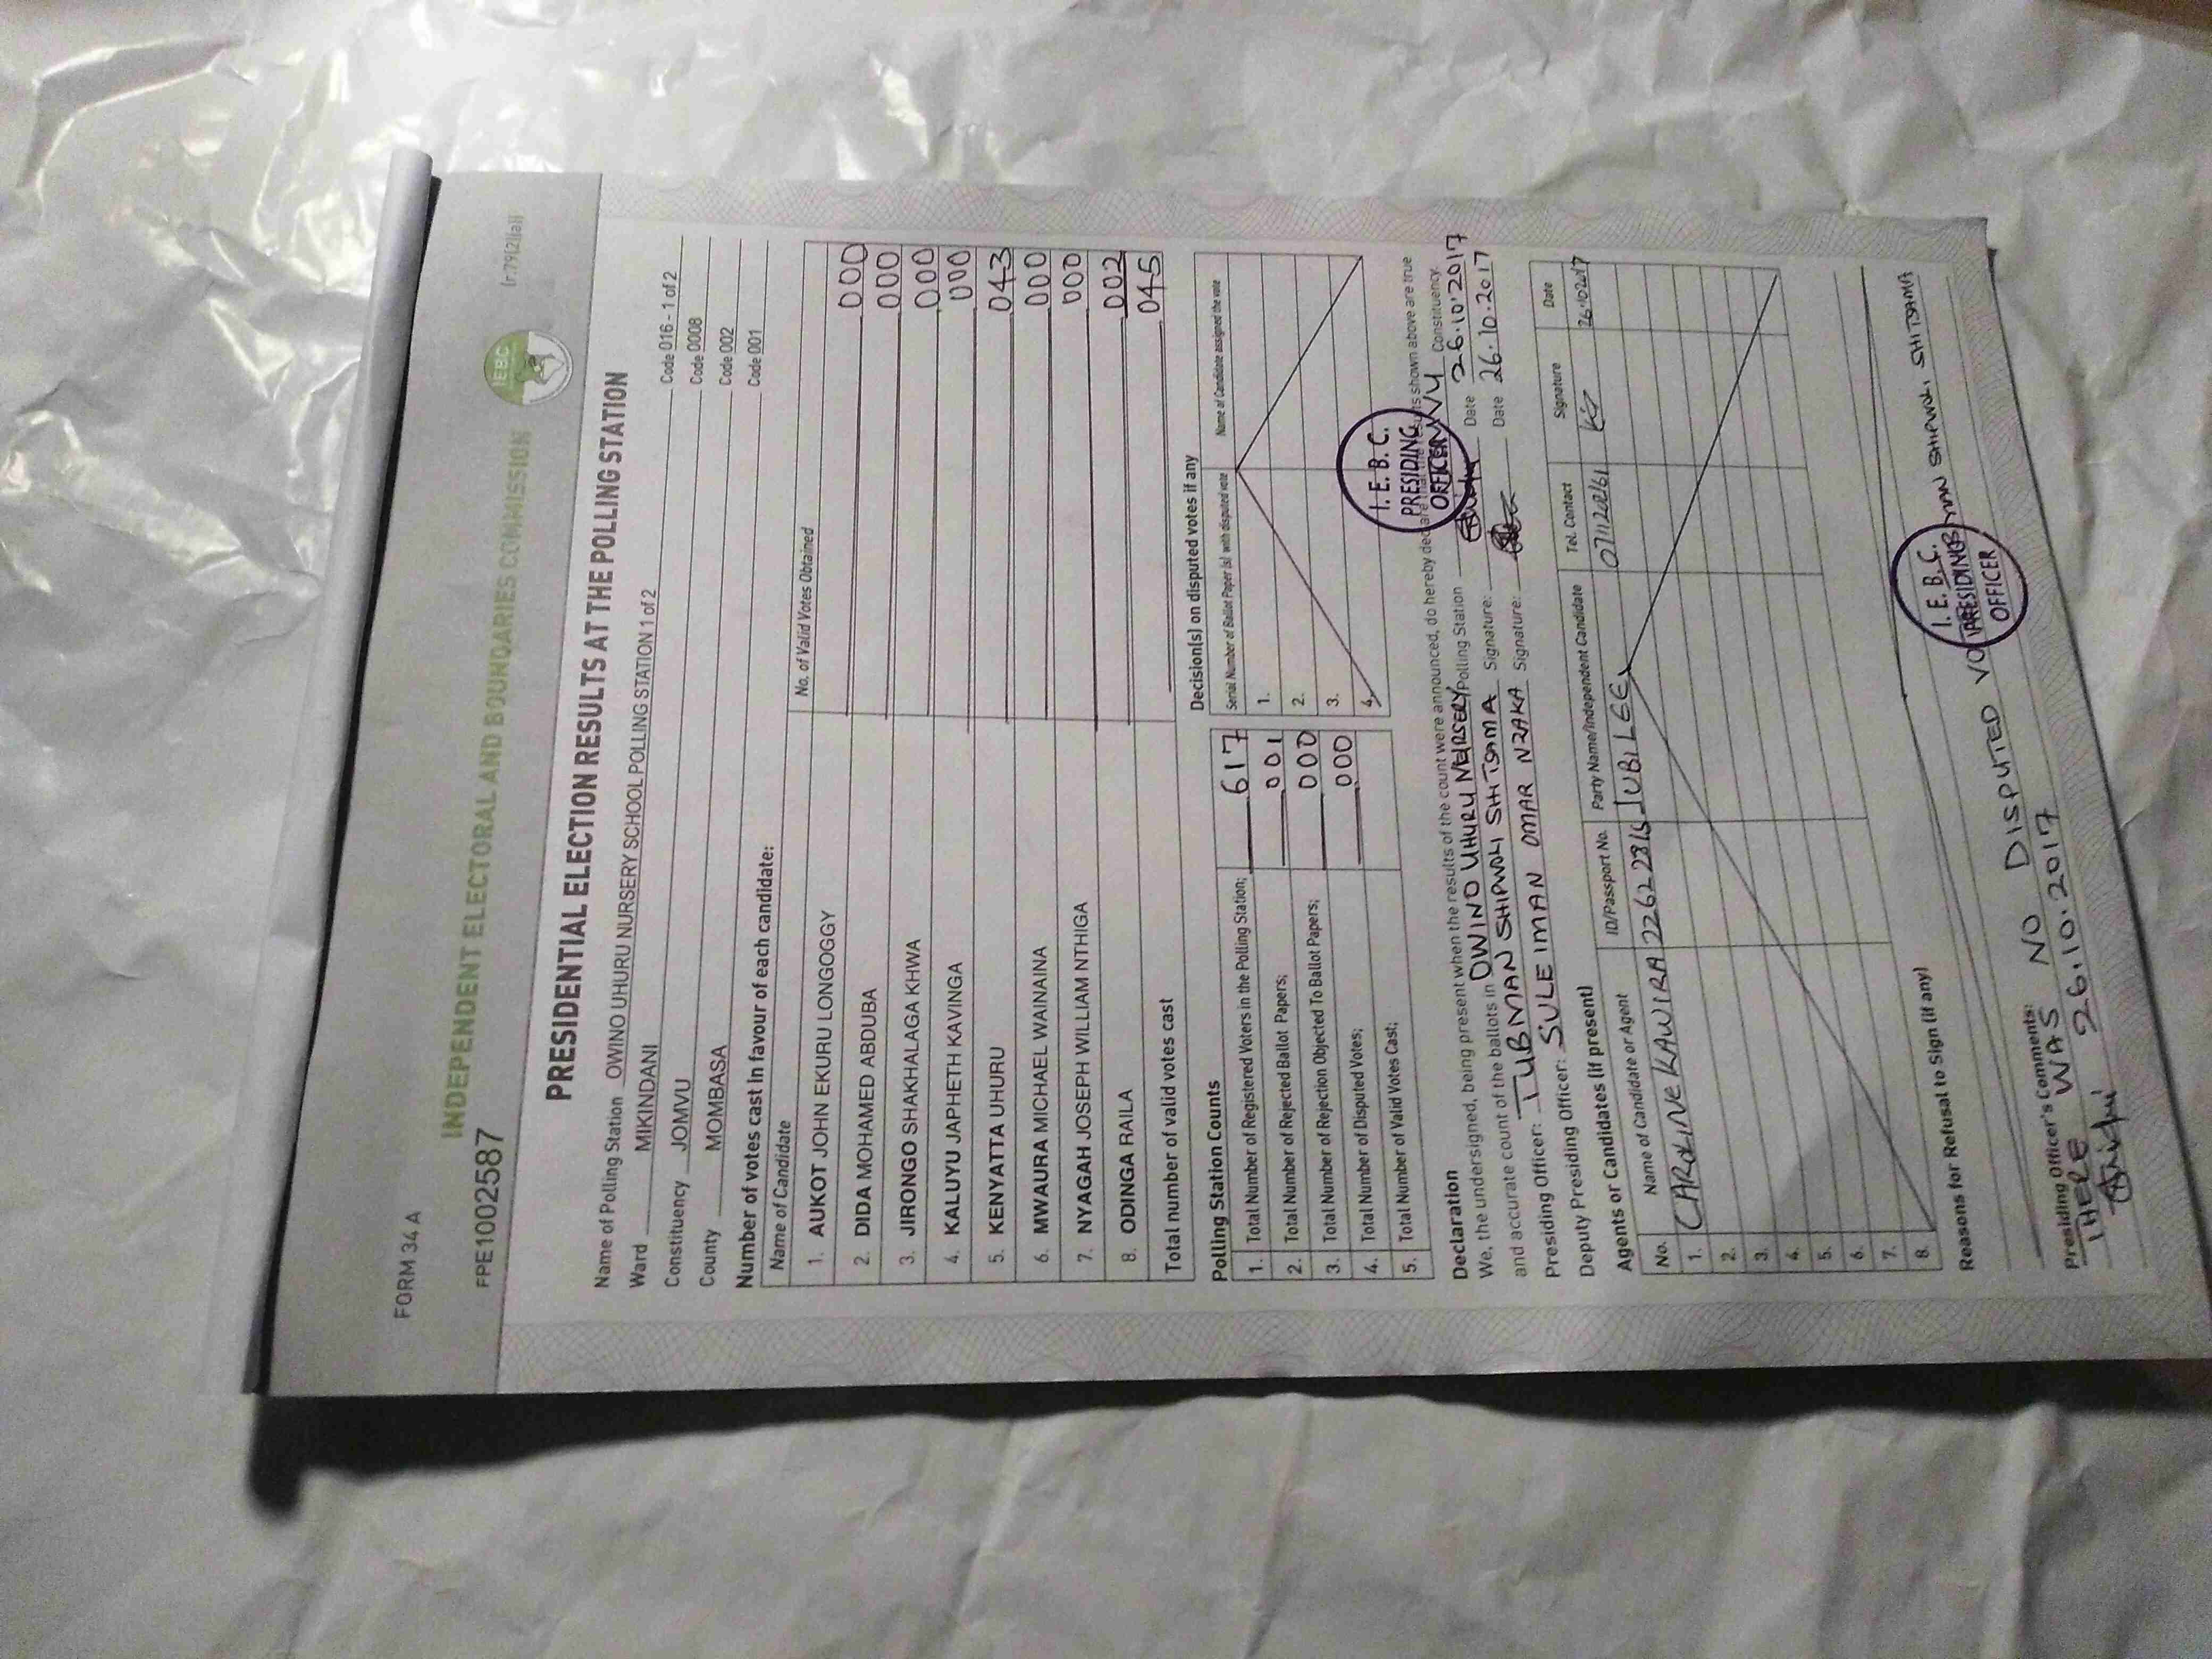 FORM 34 A
(r.79(2)(a))
INDEPENDENT ELECTORAL AND BOUNDARIES COMMISSION
IEBC
FPE1002587
PRESIDENTIAL ELECTION RESULTS AT THE POLLING STATION
Name of Polling Station OWINO UHURU NURSERY SCHOOL POLLING STATION 1 of 2 Code 016 - 1 of 2
Ward MIKINDANI Code 0008
Constituency JOMVU Code 002
County MOMBASA Code 001
Number of votes cast in favour of each candidate:
Name of Candidate No. of Valid Votes Obtained
1. AUKOT JOHN EKURU LONGOGGY 000
2. DIDA MOHAMED ABDUBA 000
3. JIRONGO SHAKHALAGA KHWA 000
4. KALUYU JAPHETH KAVINGA 000
5. KENYATTA UHURU 043
6. MWAURA MICHAEL WAINAINA 000
7. NYAGAH JOSEPH WILLIAM NTHIGA 000
8. ODINGA RAILA 002
Total number of valid votes cast 045
Polling Station Counts
1. Total Number of Registered Voters in the Polling Station; 617
2. Total Number of Rejected Ballot Papers; 001
3. Total Number of Rejection Objected To Ballot Papers; 000
4. Total Number of Disputed Votes; 000
5. Total Number of Valid Votes Cast;
Decision(s) on disputed votes if any
Serial Number of Ballot Paper (s) with disputed vote Name of Candidate assigned the vote
1.
2.
3.
4.
I. E. B. C.
PRESIDING
OFFICER
Declaration
We, the undersigned, being present when the results of the count were announced, do hereby declare that the results shown above are true
and accurate count of the ballots in OWINO UHURU NURSERY Polling Station Constituency.
Presiding Officer: TUBMAN SHIPWOLI SHITSAMA Signature: Date 26.10.2017
Deputy Presiding Officer: SULEIMAN OMAR NZAKA Signature: Date 26.10.2017
Agents or Candidates (if present)
No. Name of Candidate or Agent ID/Passport No. Party Name/Independent Candidate Tel. Contact Signature Date
1. CAROLINE KAWIRA JUBILEE 26.10.2017
2.
3.
4.
5.
6.
7.
8.
Reasons for Refusal to Sign (if any)
Presiding Officer's Comments:
THERE WAS NO DISPUTED SHIPWOLI SHITSAMA
26.10.2017
I. E. B. C.
PRESIDING
OFFICER